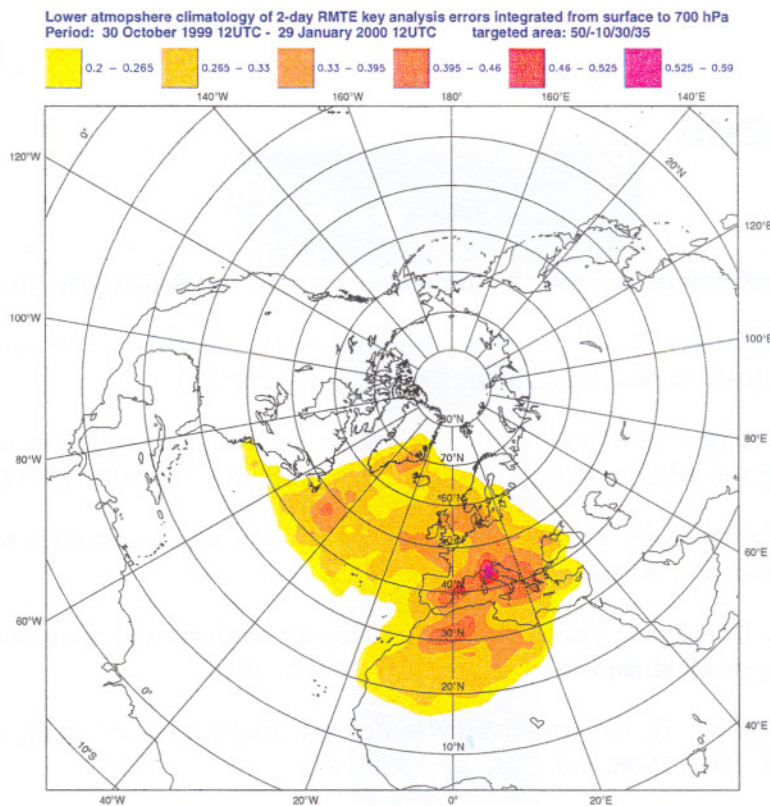 Lower atmopshere climatology of 2-day RMTE key analysis errors integrated from surface to 700 hPa
Period: 30 October 1999 12UTC - 29 January 2000 12UTC targeted area: 50/-10/30/35
0.2 - 0.265 0.265 - 0.33 0.33 - 0.395 0.395 - 0.46 0.46 - 0.525 0.525 - 0.59
140°W 160°W 180° 160°E 140°E
0°
120°W
20°N
120°E
100°W
100°E
80°N
80°W
80°E
70°N
60°N
50°N
60°E
40°N
60°W
30°N
20°N
0°
10°N
40°E
10°S
40°W 20°W 0° 20°E